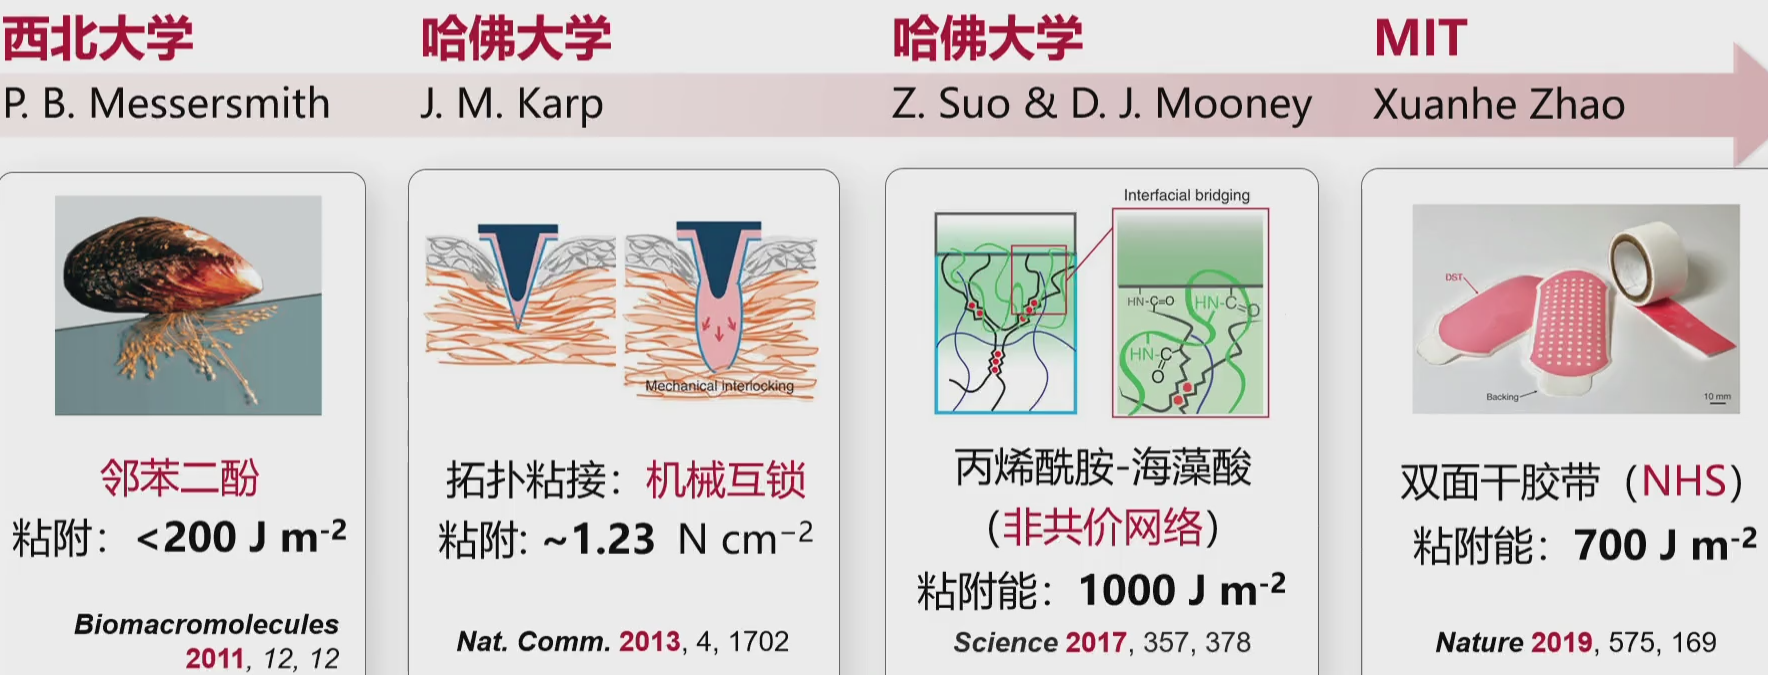 西北大学
哈佛大学
哈佛大学
MIT
P. B. Messersmith
J. M. Karp
Z. Suo & D. J. Mooney
Xuanhe Zhao
邻苯二酚
粘附：<200 J m⁻²
Biomacromolecules
2011, 12, 12
Mechanical interlocking
拓扑粘接：机械互锁
粘附: ~1.23 N cm⁻²
Nat. Comm. 2013, 4, 1702
Interfacial bridging
HN-C=O
HN-C=O
HN-C
O
丙烯酰胺-海藻酸
（非共价网络）
粘附能：1000 J m⁻²
Science 2017, 357, 378
DST
Backing
10 mm
双面干胶带（NHS）
粘附能：700 J m⁻²
Nature 2019, 575, 169